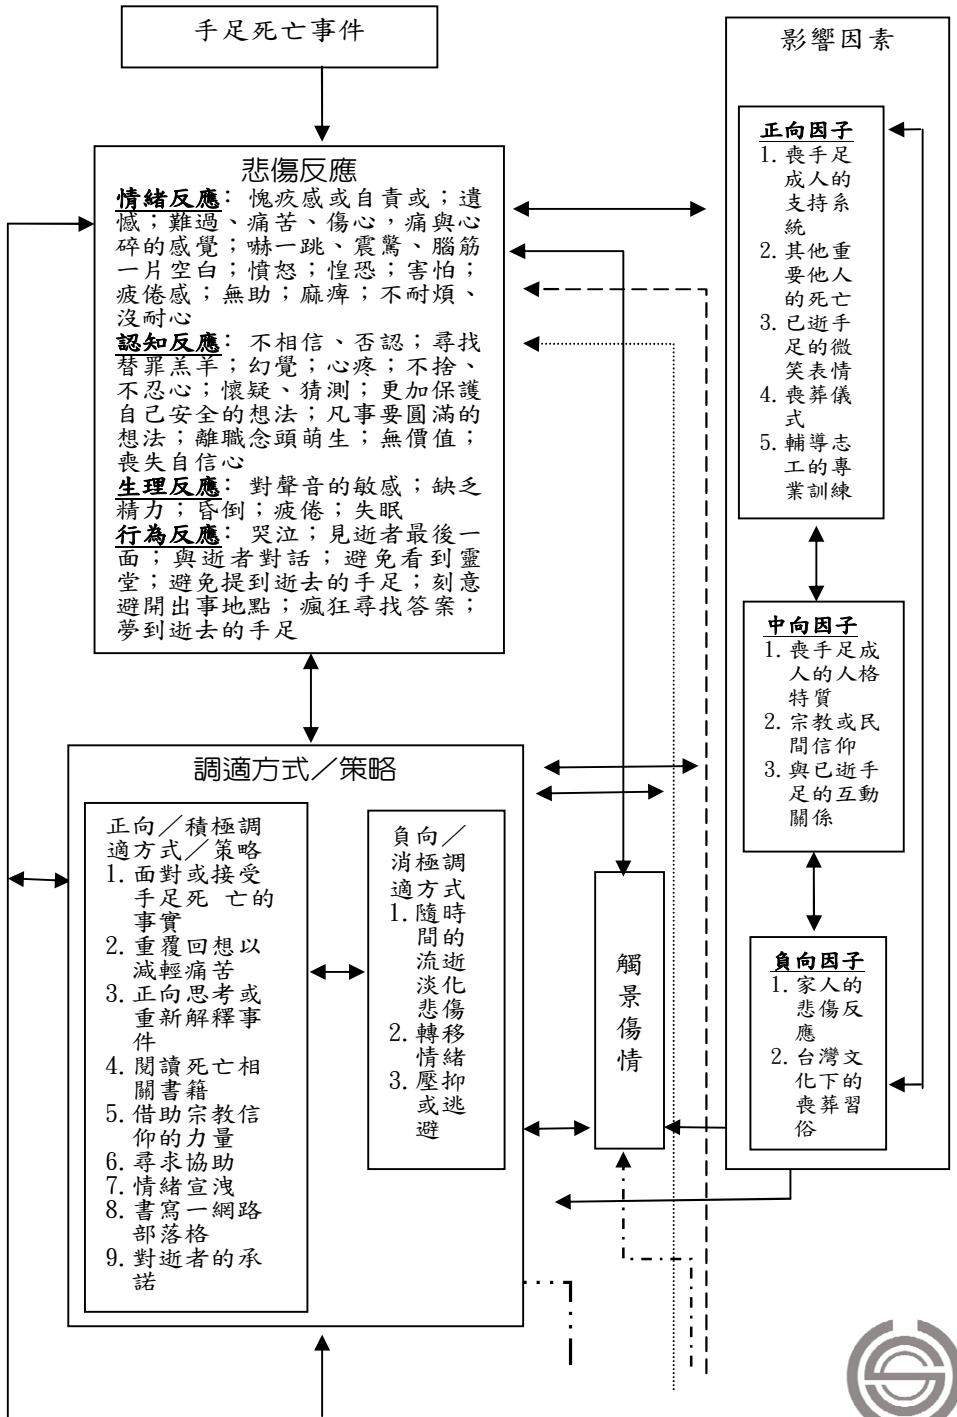 手足死亡事件
悲傷反應
情緒反應：愧疚感或自責或；遺
憾；難過、痛苦、傷心，痛與心
碎的感覺；嚇一跳、震驚、腦筋
一片空白；憤怒；惶恐；害怕；
疲倦感；無助；麻痺；不耐煩、
沒耐心
認知反應：不相信、否認；尋找
替罪羔羊；幻覺；心疼；不捨、
不忍心；懷疑、猜測；更加保護
自己安全的想法；凡事要圓滿的
想法；離職念頭萌生；無價值；
喪失自信心
生理反應：對聲音的敏感；缺乏
精力；昏倒；疲倦；失眠
行為反應：哭泣；見逝者最後一
面；與逝者對話；避免看到靈
堂；避免提到逝去的手足；刻意
避開出事地點；瘋狂尋找答案；
夢到逝去的手足
調適方式／策略
正向／積極調
適方式／策略
1. 面對或接受
手足死 亡的
事實
2. 重覆回想以
減輕痛苦
3. 正向思考或
重新解釋事
件
4. 閱讀死亡相
關書籍
5. 借助宗教信
仰的力量
6. 尋求協助
7. 情緒宣洩
8. 書寫一網路
部落格
9. 對逝者的承
諾
負向／
消極調
適方式
1. 隨時
間的
流逝
淡化
悲傷
2. 轉移
情緒
3. 壓抑
或逃
避
觸景傷情
影響因素
正向因子
1. 喪手足
成人的
支持系
統
2. 其他重
要他人
的死亡
3. 已逝手
足的微
笑表情
4. 喪葬儀
式
5. 輔導志
工的專
業訓練
中向因子
1. 喪手足成
人的人格
特質
2. 宗教或民
間信仰
3. 與已逝手
足的互動
關係
負向因子
1. 家人的
悲傷反
應
2. 台灣文
化下的
喪葬習
俗